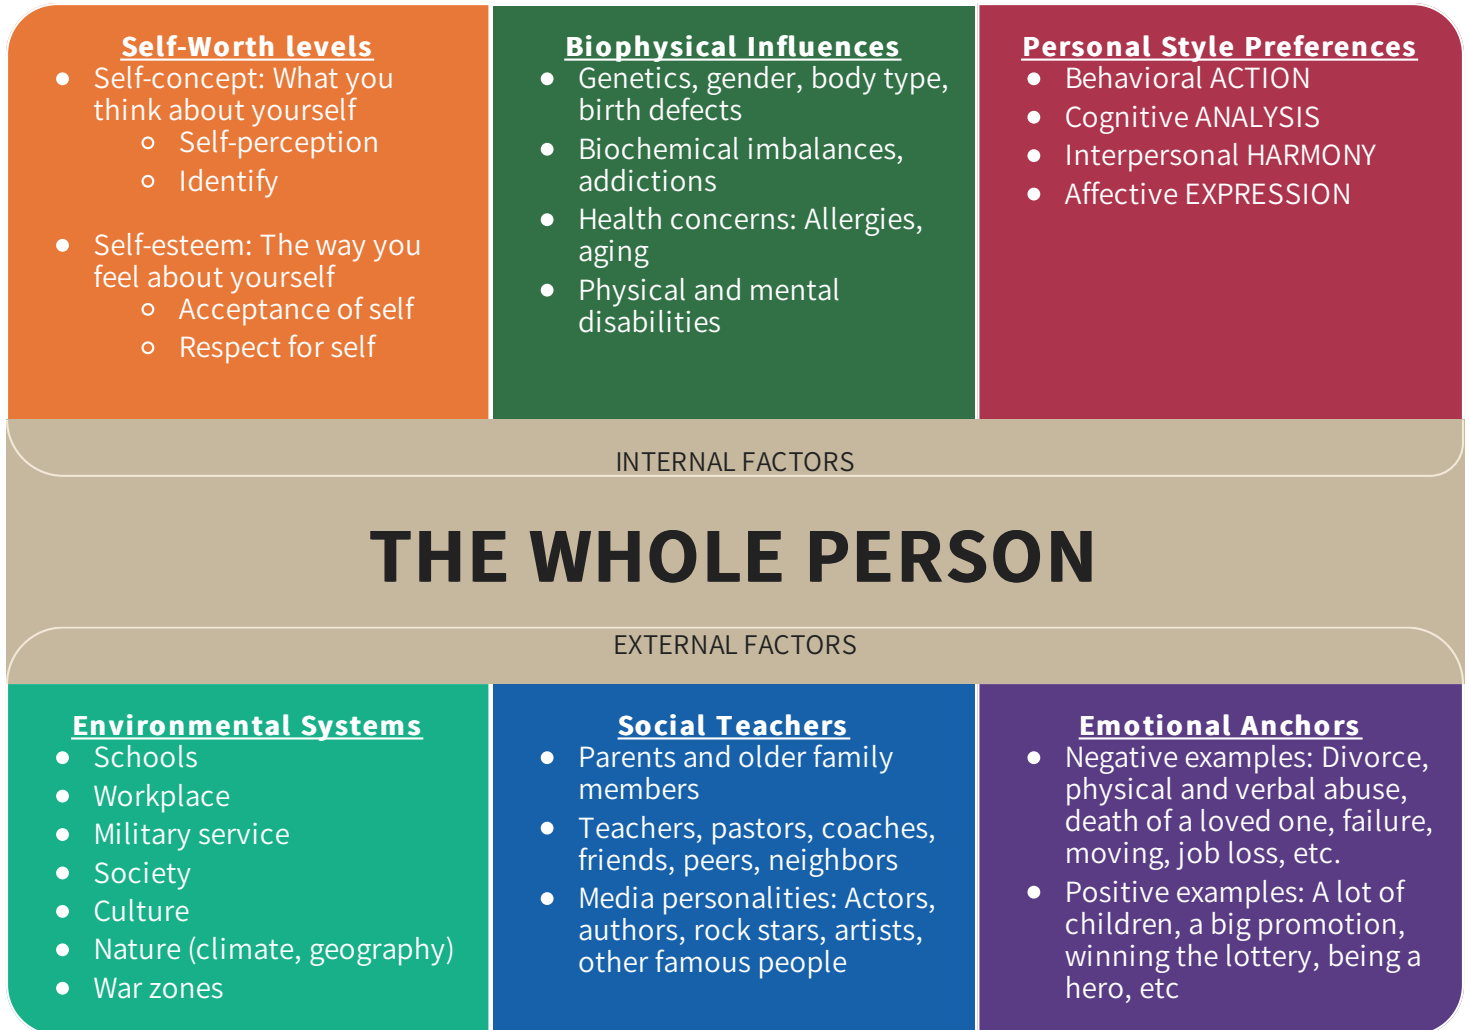 Self-Worth levels
● Self-concept: What you
think about yourself
○ Self-perception
○ Identify
● Self-esteem: The way you
feel about yourself
○ Acceptance of self
○ Respect for self
Biophysical Influences
● Genetics, gender, body type,
birth defects
● Biochemical imbalances,
addictions
● Health concerns: Allergies,
aging
● Physical and mental
disabilities
Personal Style Preferences
● Behavioral ACTION
● Cognitive ANALYSIS
● Interpersonal HARMONY
● Affective EXPRESSION
INTERNAL FACTORS
THE WHOLE PERSON
EXTERNAL FACTORS
Environmental Systems
● Schools
● Workplace
● Military service
● Society
● Culture
● Nature (climate, geography)
● War zones
Social Teachers
● Parents and older family
members
● Teachers, pastors, coaches,
friends, peers, neighbors
● Media personalities: Actors,
authors, rock stars, artists,
other famous people
Emotional Anchors
● Negative examples: Divorce,
physical and verbal abuse,
death of a loved one, failure,
moving, job loss, etc.
● Positive examples: A lot of
children, a big promotion,
winning the lottery, being a
hero, etc